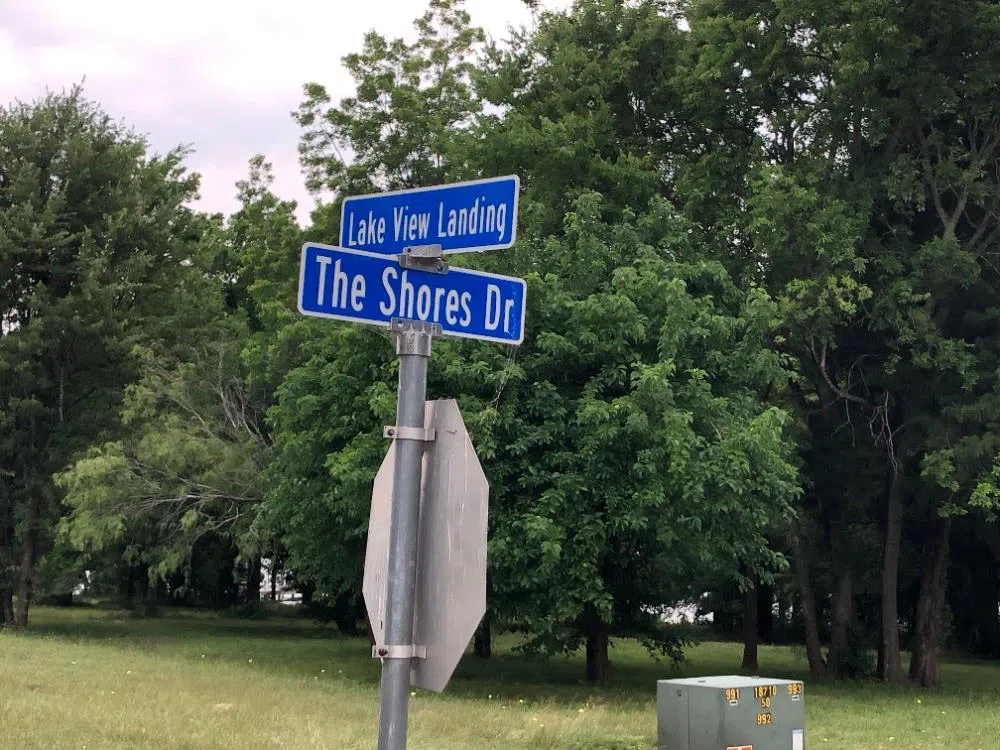 Lake View Landing
The Shores Dr
991 18710 993
50
992